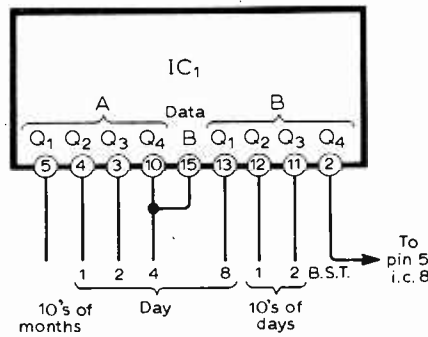 IC1
A Data B
Q1 Q2 Q3 Q4 B Q1 Q2 Q3 Q4
5 4 3 10 15 13 12 11 2
To
pin 5
i.c. 8
1 2 4 8 1 2 B.S.T.
10's of
months
Day
10's of
days